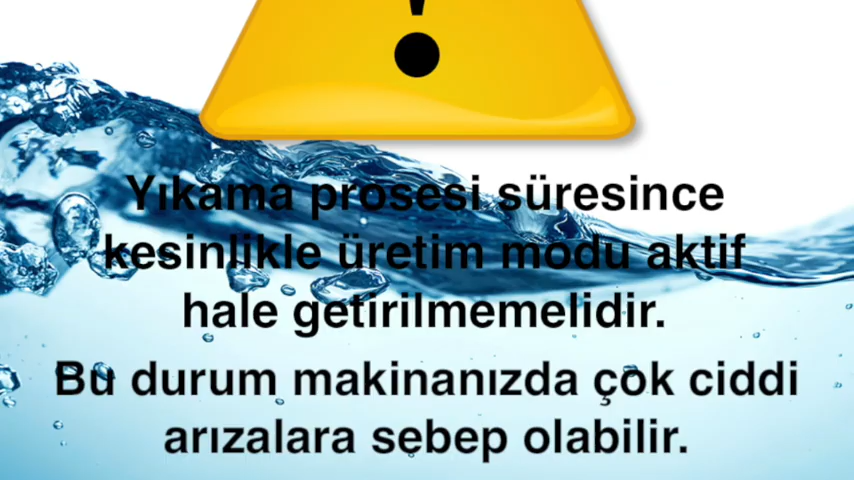 Yıkama prosesi süresince
kesinlikle üretim modu aktif
hale getirilmemelidir.
Bu durum makinanızda çok ciddi
arızalara sebep olabilir.